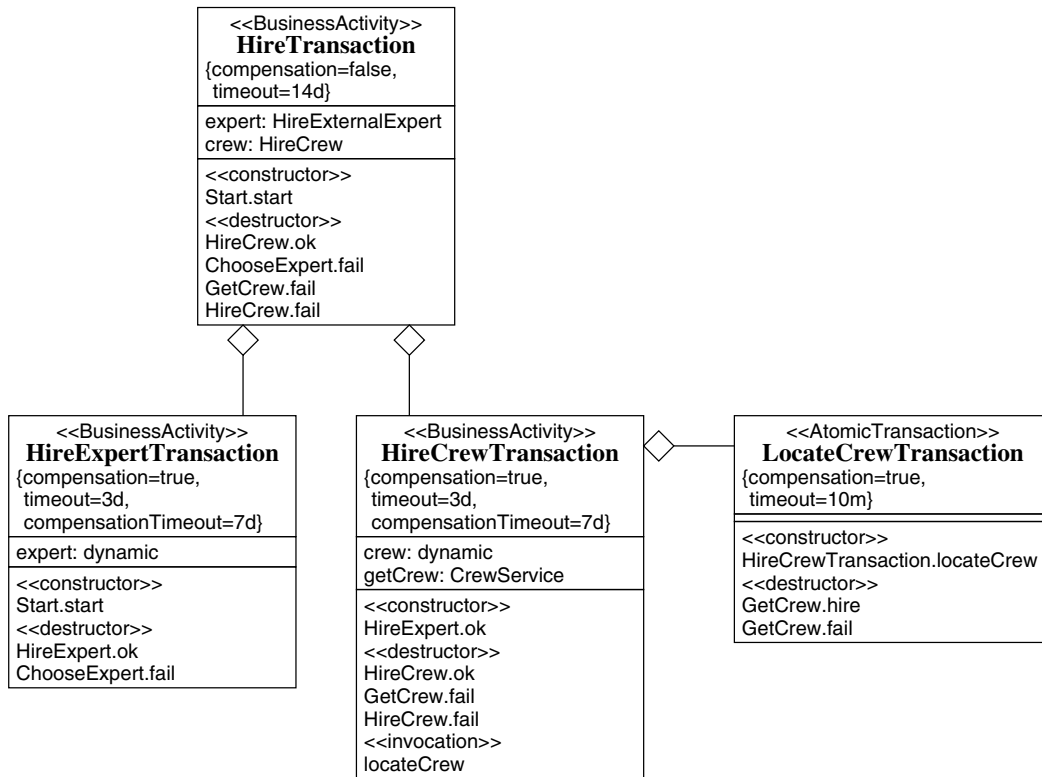 <<BusinessActivity>>
HireTransaction
{compensation=false,
timeout=14d}
expert: HireExternalExpert
crew: HireCrew
<<constructor>>
Start.start
<<destructor>>
HireCrew.ok
ChooseExpert.fail
GetCrew.fail
HireCrew.fail
<<BusinessActivity>>
HireExpertTransaction
{compensation=true,
timeout=3d,
compensationTimeout=7d}
expert: dynamic
<<constructor>>
Start.start
<<destructor>>
HireExpert.ok
ChooseExpert.fail
<<BusinessActivity>>
HireCrewTransaction
{compensation=true,
timeout=3d,
compensationTimeout=7d}
crew: dynamic
getCrew: CrewService
<<constructor>>
HireExpert.ok
<<destructor>>
HireCrew.ok
GetCrew.fail
HireCrew.fail
<<invocation>>
locateCrew
<<AtomicTransaction>>
LocateCrewTransaction
{compensation=true,
timeout=10m}
<<constructor>>
HireCrewTransaction.locateCrew
<<destructor>>
GetCrew.hire
GetCrew.fail